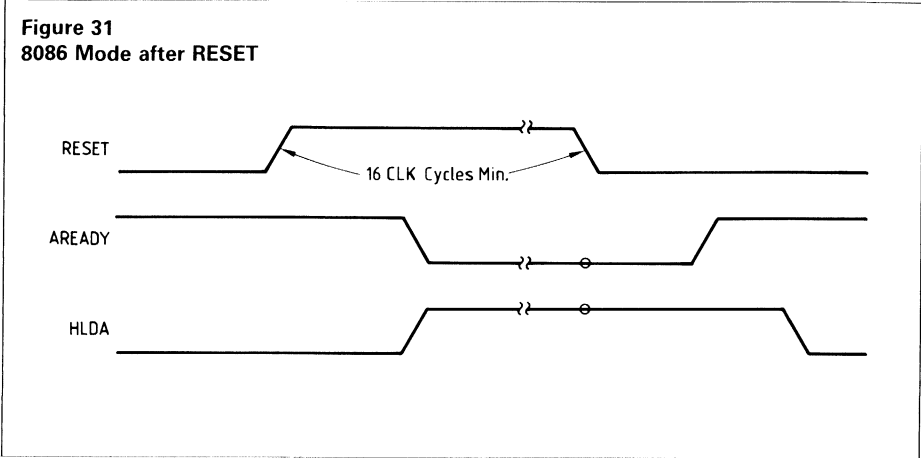 Figure 31
8086 Mode after RESET
RESET
16 CLK Cycles Min.
AREADY
HLDA